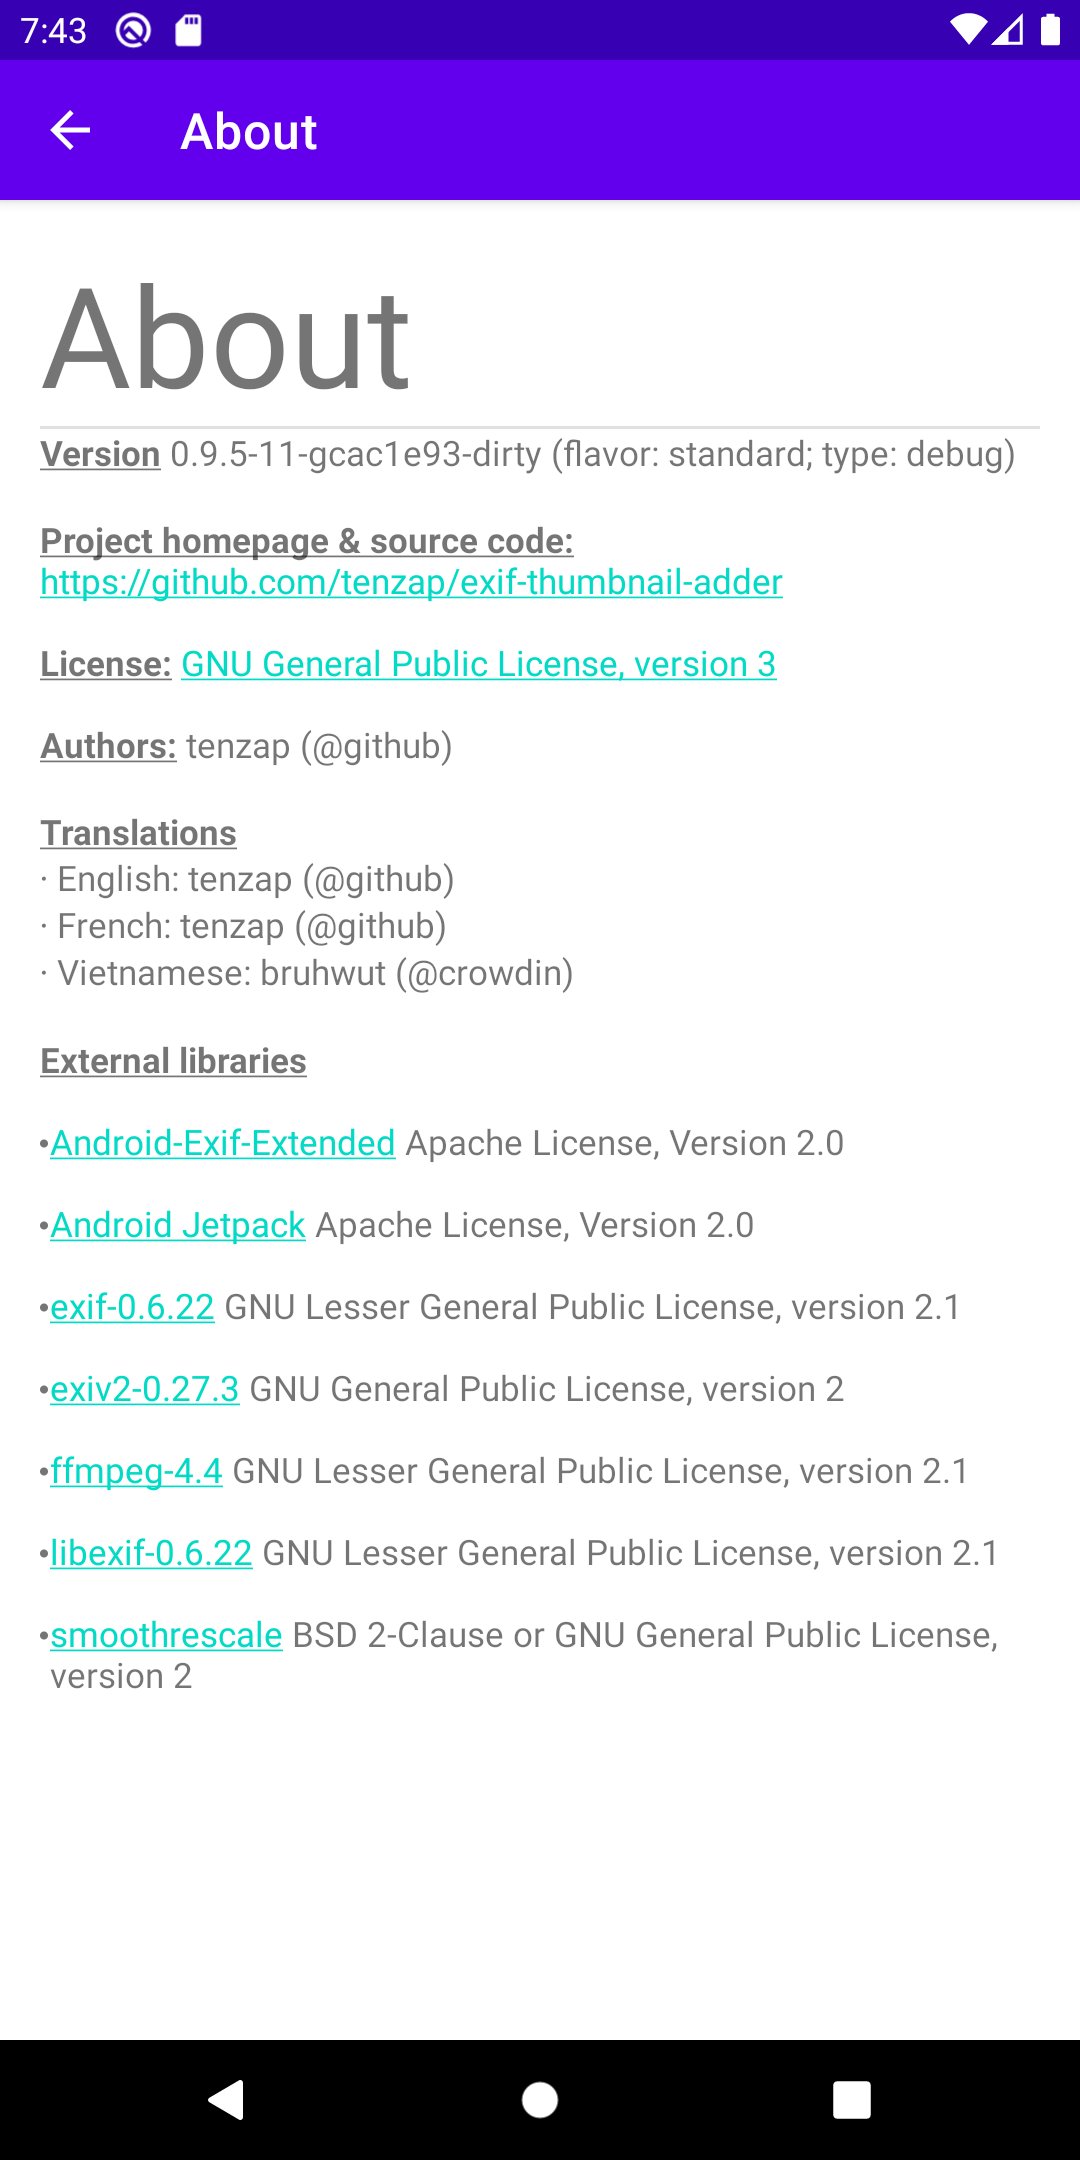 7:43
About
About
Version 0.9.5-11-gcac1e93-dirty (flavor: standard; type: debug)
Project homepage & source code:
https://github.com/tenzap/exif-thumbnail-adder
License: GNU General Public License, version 3
Authors: tenzap (@github)
Translations
· English: tenzap (@github)
· French: tenzap (@github)
· Vietnamese: bruhwut (@crowdin)
External libraries
•Android-Exif-Extended Apache License, Version 2.0
•Android Jetpack Apache License, Version 2.0
•exif-0.6.22 GNU Lesser General Public License, version 2.1
•exiv2-0.27.3 GNU General Public License, version 2
•ffmpeg-4.4 GNU Lesser General Public License, version 2.1
•libexif-0.6.22 GNU Lesser General Public License, version 2.1
•smoothrescale BSD 2-Clause or GNU General Public License,
version 2